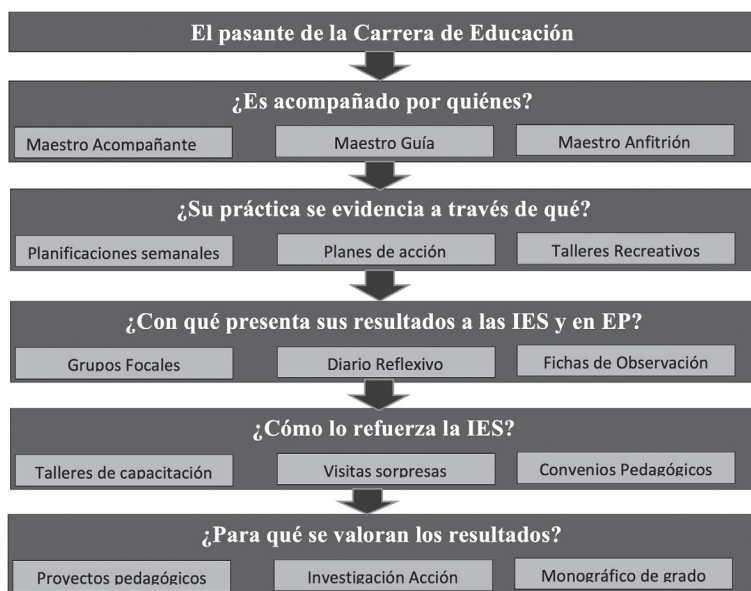 El pasante de la Carrera de Educación
¿Es acompañado por quiénes?
Maestro Acompañante
Maestro Guía
Maestro Anfitrión
¿Su práctica se evidencia a través de qué?
Planificaciones semanales
Planes de acción
Talleres Recreativos
¿Con qué presenta sus resultados a las IES y en EP?
Grupos Focales
Diario Reflexivo
Fichas de Observación
¿Cómo lo refuerza la IES?
Talleres de capacitación
Visitas sorpresas
Convenios Pedagógicos
¿Para qué se valoran los resultados?
Proyectos pedagógicos
Investigación Acción
Monográfico de grado